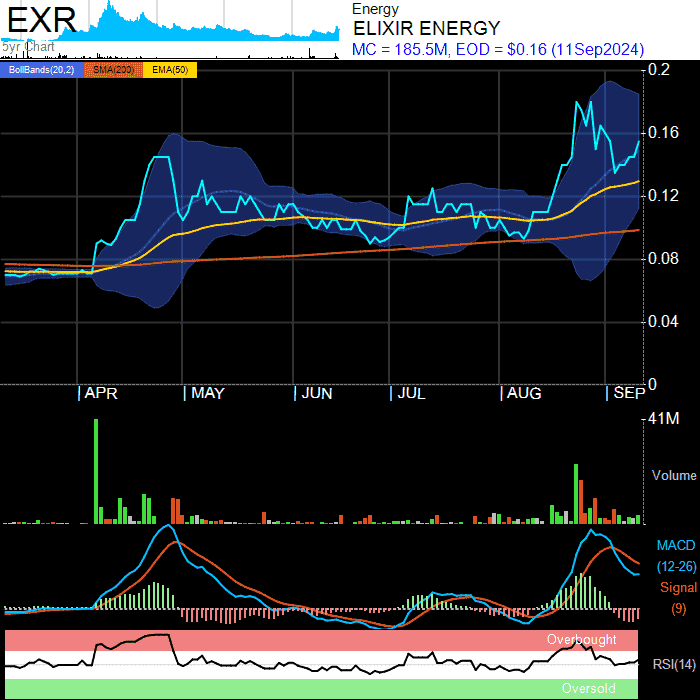 EXR
5yr Chart
Energy
ELIXIR ENERGY
MC = 185.5M, EOD = $0.16 (11Sep2024)
BollBands(20,2) SMA(200) EMA(50)
0.2
0.16
0.12
0.08
0.04
0
APR MAY JUN JUL AUG SEP
41M
Volume
MACD
(12-26)
Signal
(9)
Overbought
RSI(14)
Oversold